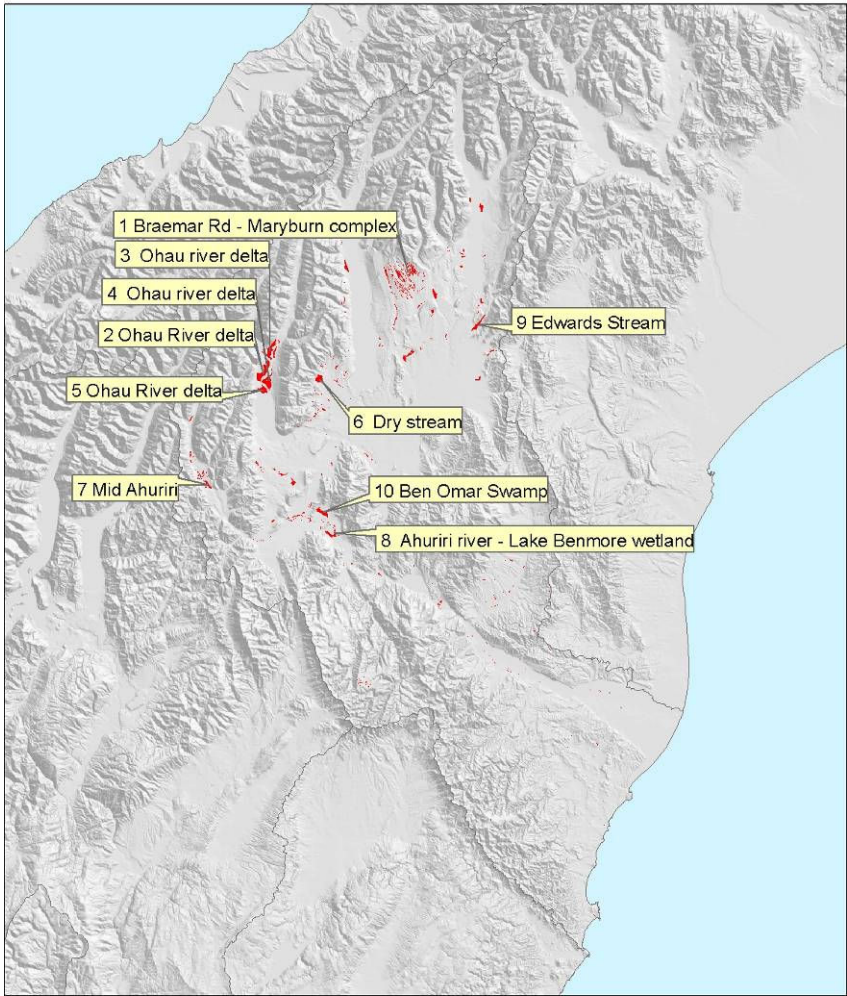 1 Braemar Rd - Maryburn complex
3 Ohau river delta
4 Ohau river delta
2 Ohau River delta
9 Edwards Stream
5 Ohau River delta
6 Dry stream
7 Mid Ahuriri
10 Ben Omar Swamp
8 Ahuriri river - Lake Benmore wetland